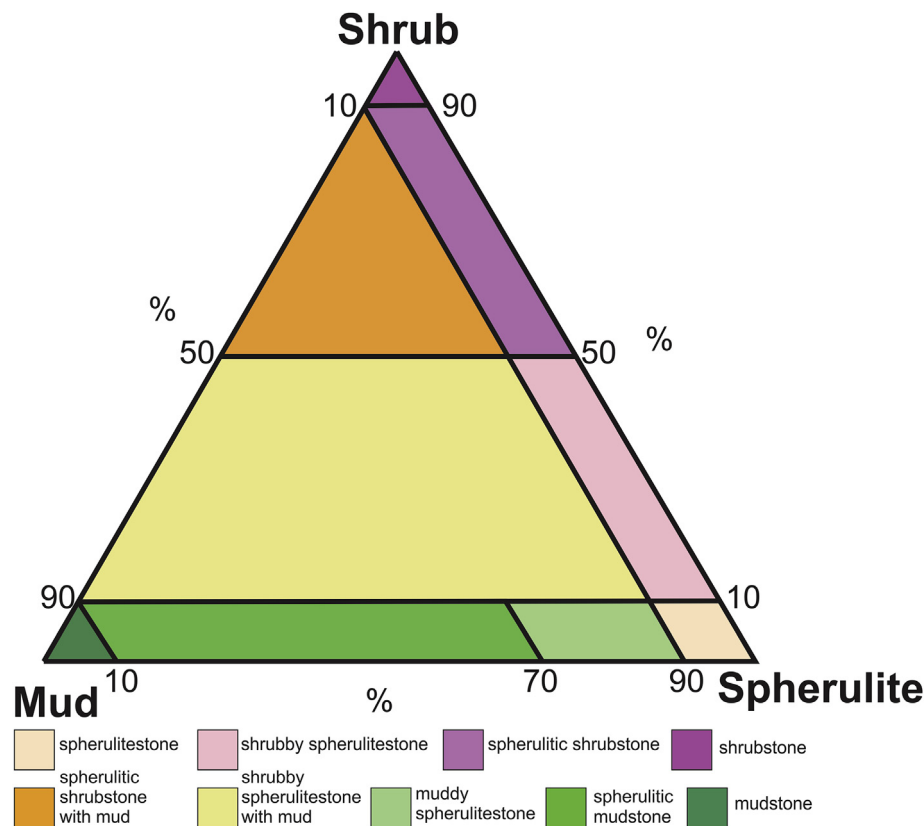 Shrub
10 90
% %
50 50
90 10
10 70 90
Mud % Spherulite
spherulitestone shrubby spherulitestone spherulitic shrubstone shrubstone
spherulitic
shrubstone
with mud
shrubby
spherulitestone
with mud
muddy
spherulitestone
spherulitic
mudstone
mudstone